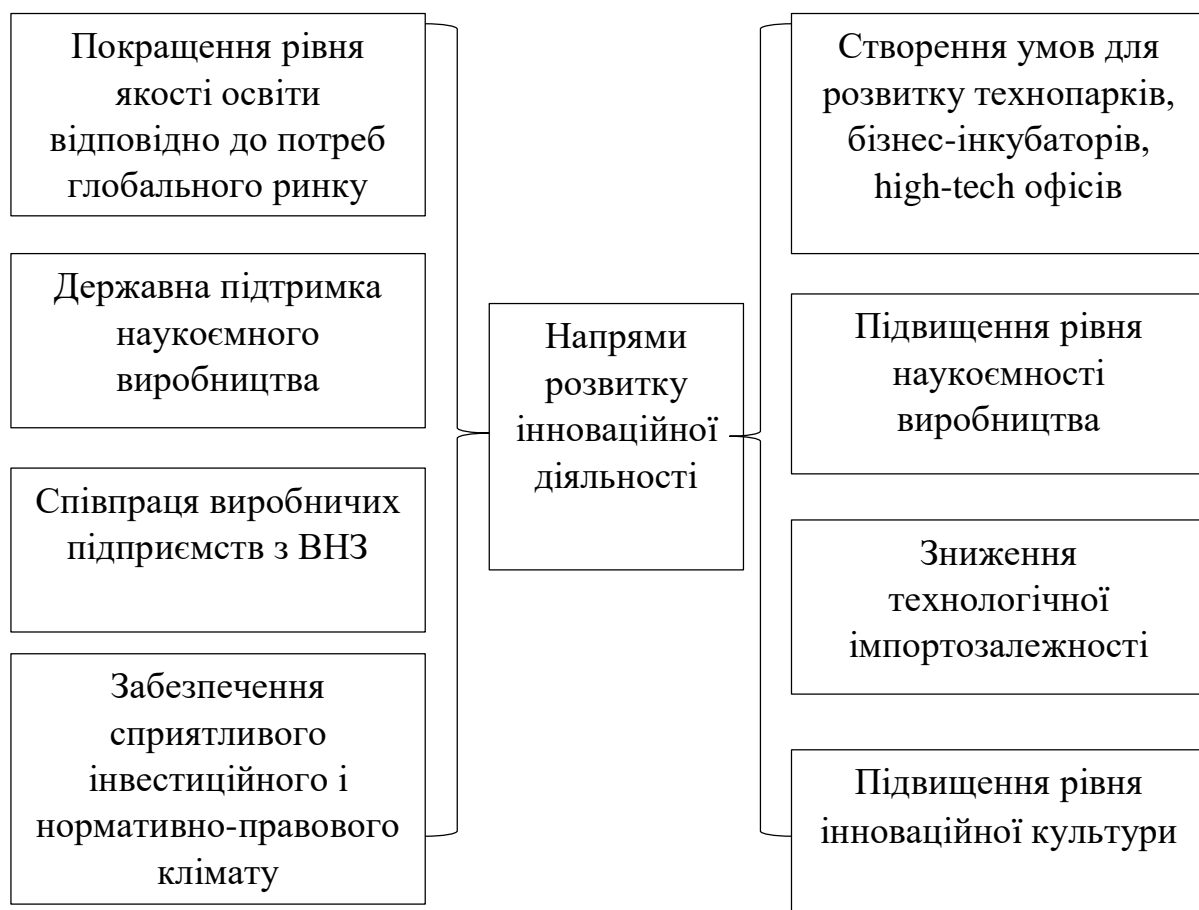 Покращення рівня
якості освіти
відповідно до потреб
глобального ринку
Державна підтримка
наукоємного
виробництва
Співпраця виробничих
підприємств з ВНЗ
Забезпечення
сприятливого
інвестиційного і
нормативно-правового
клімату
Напрями
розвитку
інноваційної
діяльності
Створення умов для
розвитку технопарків,
бізнес-інкубаторів,
high-tech офісів
Підвищення рівня
наукоємності
виробництва
Зниження
технологічної
імпортозалежності
Підвищення рівня
інноваційної культури